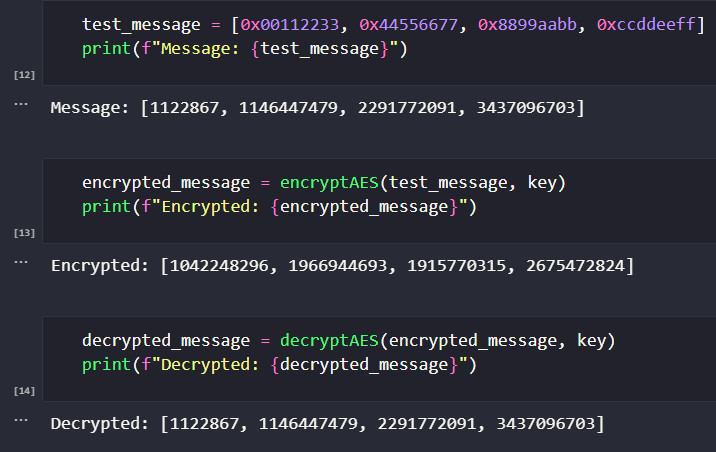 test_message = [0x00112233, 0x44556677, 0x8899aabb, 0xccddeeff]
print(f"Message: {test_message}")
[12]
... Message: [1122867, 1146447479, 2291772091, 3437096703]
encrypted_message = encryptAES(test_message, key)
print(f"Encrypted: {encrypted_message}")
[13]
... Encrypted: [1042248296, 1966944693, 1915770315, 2675472824]
decrypted_message = decryptAES(encrypted_message, key)
print(f"Decrypted: {decrypted_message}")
[14]
... Decrypted: [1122867, 1146447479, 2291772091, 3437096703]